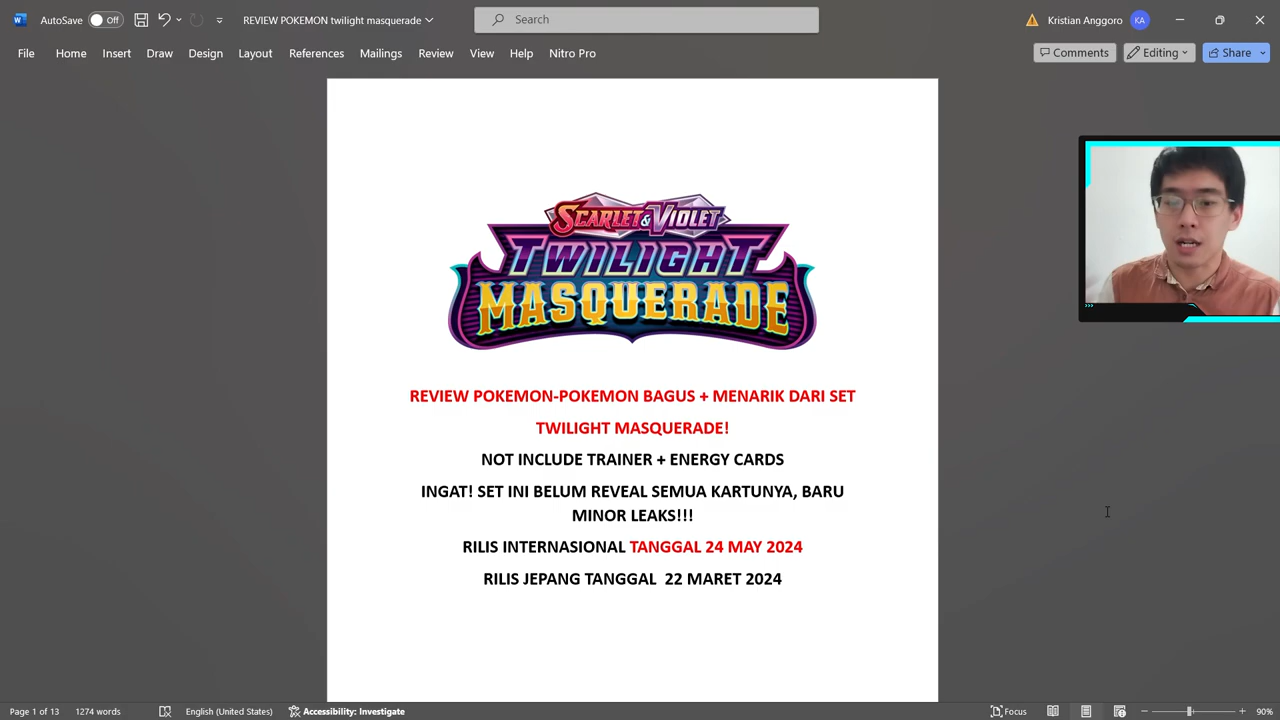 AutoSave Off REVIEW POKEMON twilight masquerade Search Kristian Anggoro KA
File Home Insert Draw Design Layout References Mailings Review View Help Nitro Pro Comments Editing Share
SCARLET & VIOLET
TWILIGHT
MASQUERADE
REVIEW POKEMON-POKEMON BAGUS + MENARIK DARI SET
TWILIGHT MASQUERADE!
NOT INCLUDE TRAINER + ENERGY CARDS
INGAT! SET INI BELUM REVEAL SEMUA KARTUNYA, BARU
MINOR LEAKS!!!
RILIS INTERNASIONAL TANGGAL 24 MAY 2024
RILIS JEPANG TANGGAL 22 MARET 2024
Page 1 of 13 1274 words English (United States) Accessibility: Investigate Focus 90%